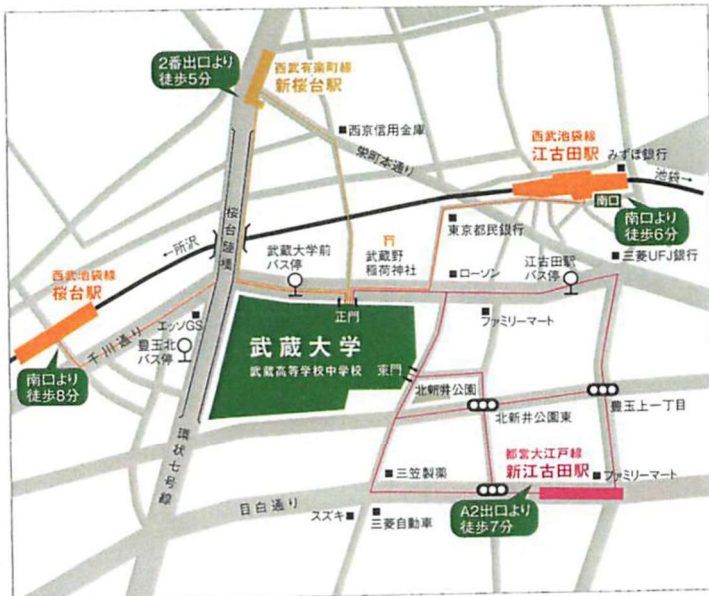 2番出口より
徒歩5分
西武有楽町線
新桜台駅
西京信用金庫
栄町本通り
西武池袋線
江古田駅
みずほ銀行
池袋→
南口
南口より
徒歩6分
桜台陸橋
←所沢
武蔵大学前
バス停
武蔵野
稲荷神社
東京都民銀行
ローソン
江古田駅
バス停
三菱UFJ銀行
西武池袋線
桜台駅
千川通り
エッソGS
豊玉北
バス停
正門
ファミリーマート
武蔵大学
武蔵高等学校中学校
東門
南口より
徒歩8分
北新井公園
北新井公園東
豊玉上一丁目
環状七号線
都営大江戸線
新江古田駅
ファミリーマート
三笠製薬
目白通り
スズキ
三菱自動車
A2出口より
徒歩7分